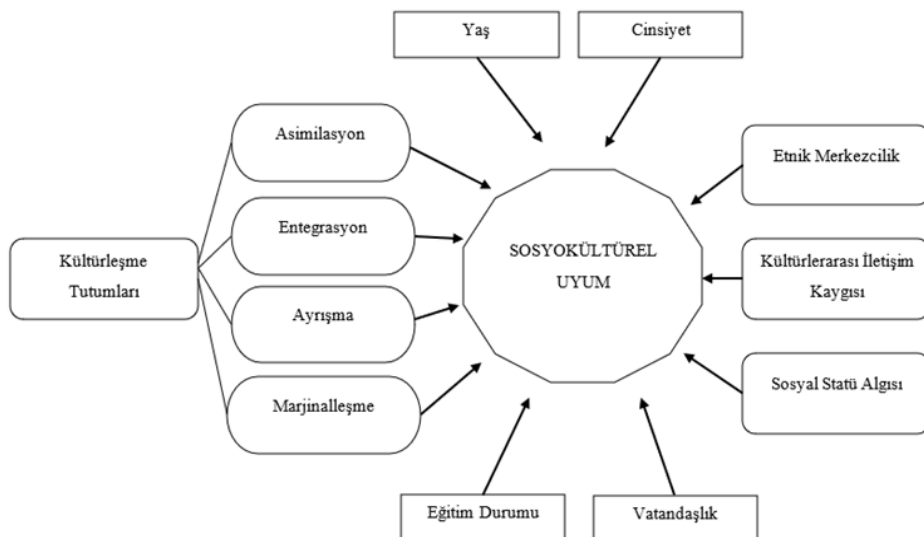 Yaş
Cinsiyet
Asimilasyon
Etnik Merkezcilik
Entegrasyon
Kültürleşme
Tutumları
SOSYOKÜLTÜREL
UYUM
Kültürlerarası İletişim
Kaygısı
Ayrışma
Sosyal Statü Algısı
Marjinalleşme
Eğitim Durumu
Vatandaşlık